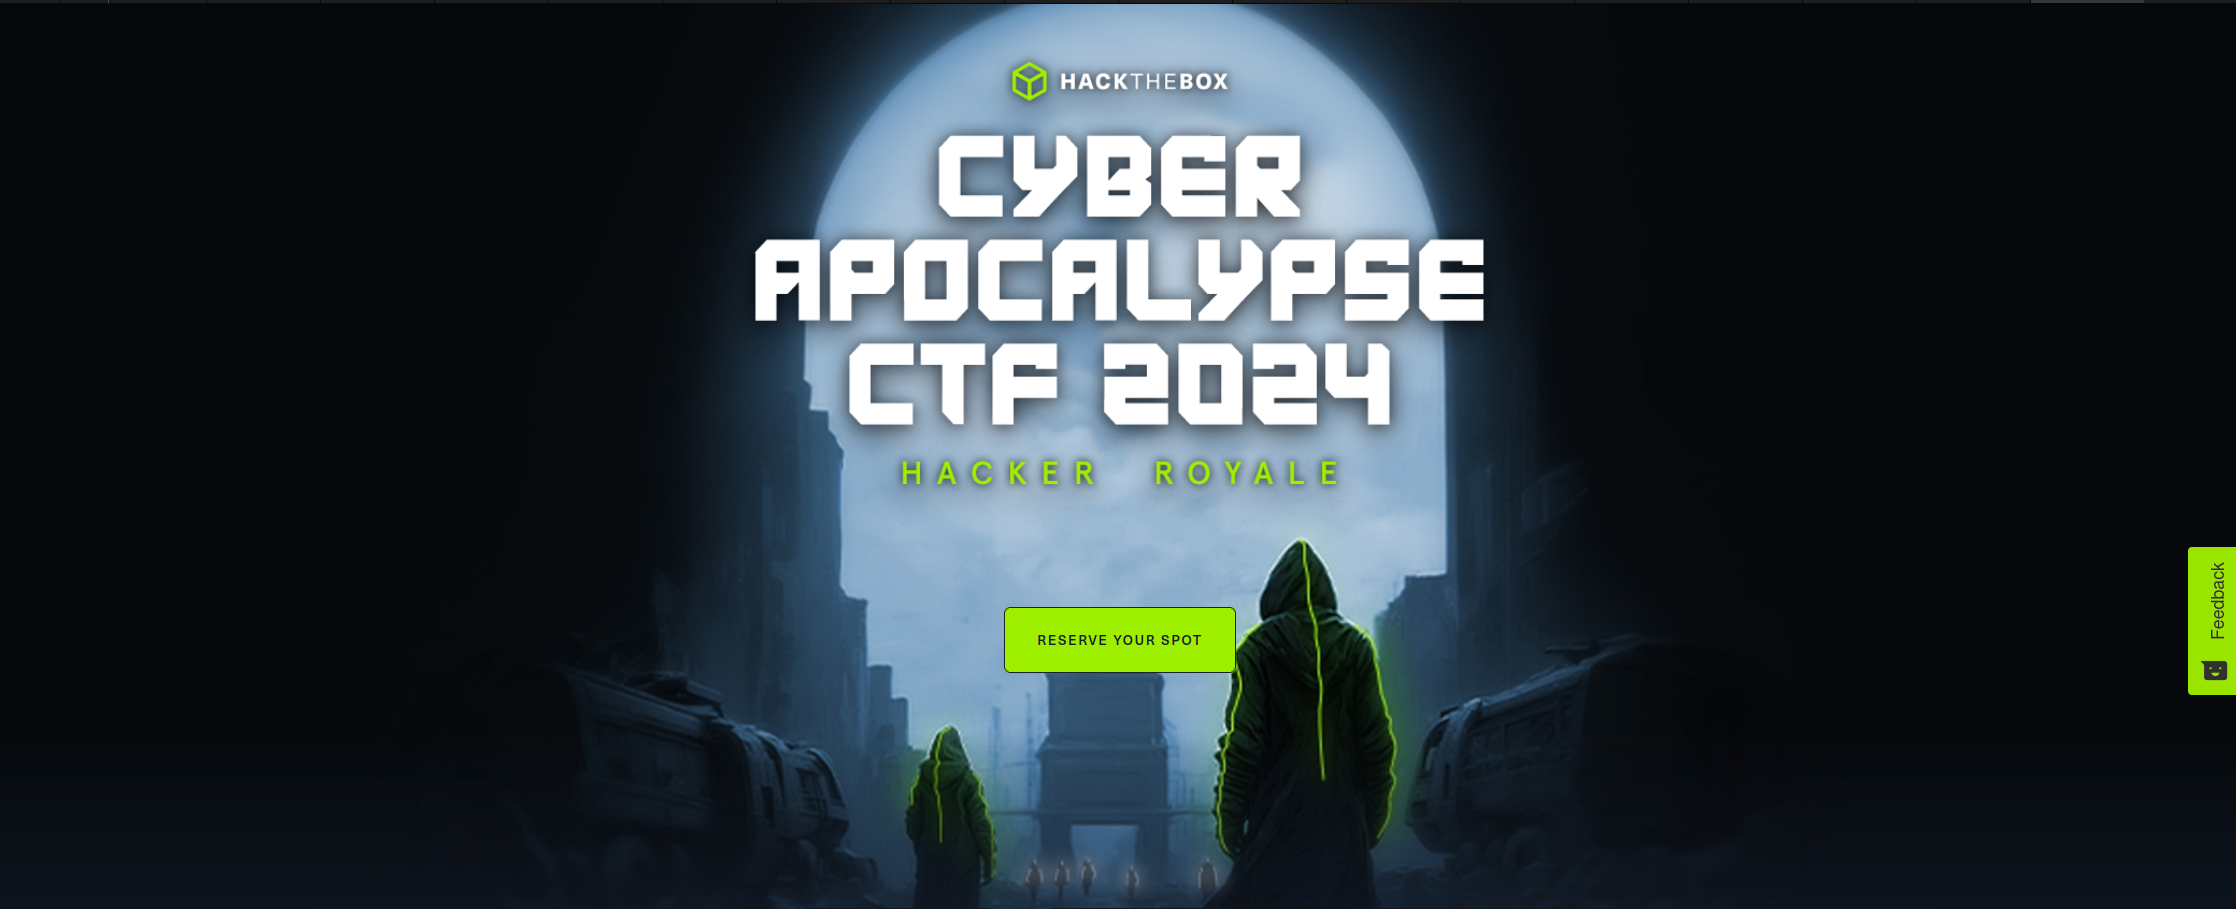 HACKTHEBOX
CYBER
APOCALYPSE
CTF 2024
HACKER ROYALE
RESERVE YOUR SPOT
Feedback